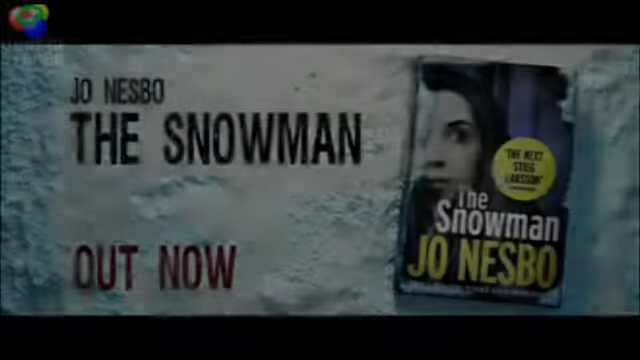 JO NESBO
THE SNOWMAN
OUT NOW
'THE NEXT
STIEG
LARSSON'
The
Snowman
JO NESBO